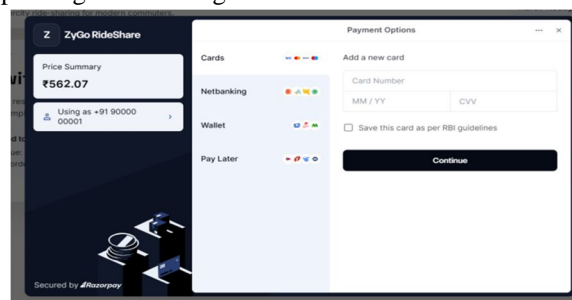 ercity ride-sharing for modern commuters.
Z ZyGo RideShare
Price Summary
₹562.07
Using as +91 90000
00001
Secured by Razorpay
Payment Options
Cards
Netbanking
Wallet
Pay Later
Add a new card
Card Number
MM / YY CVV
Save this card as per RBI guidelines
Continue